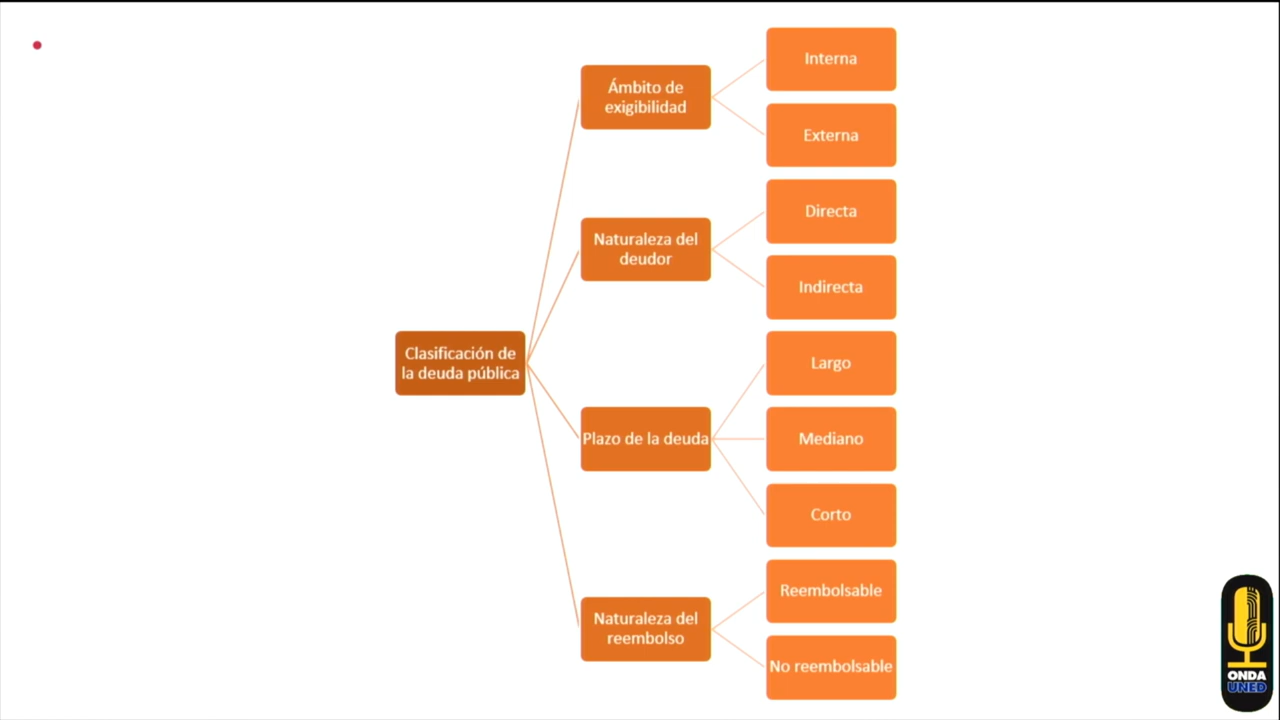 Clasificación de
la deuda pública
Ámbito de
exigibilidad
Interna
Externa
Naturaleza del
deudor
Directa
Indirecta
Plazo de la deuda
Largo
Mediano
Corto
Naturaleza del
reembolso
Reembolsable
No reembolsable
ONDA
UNED